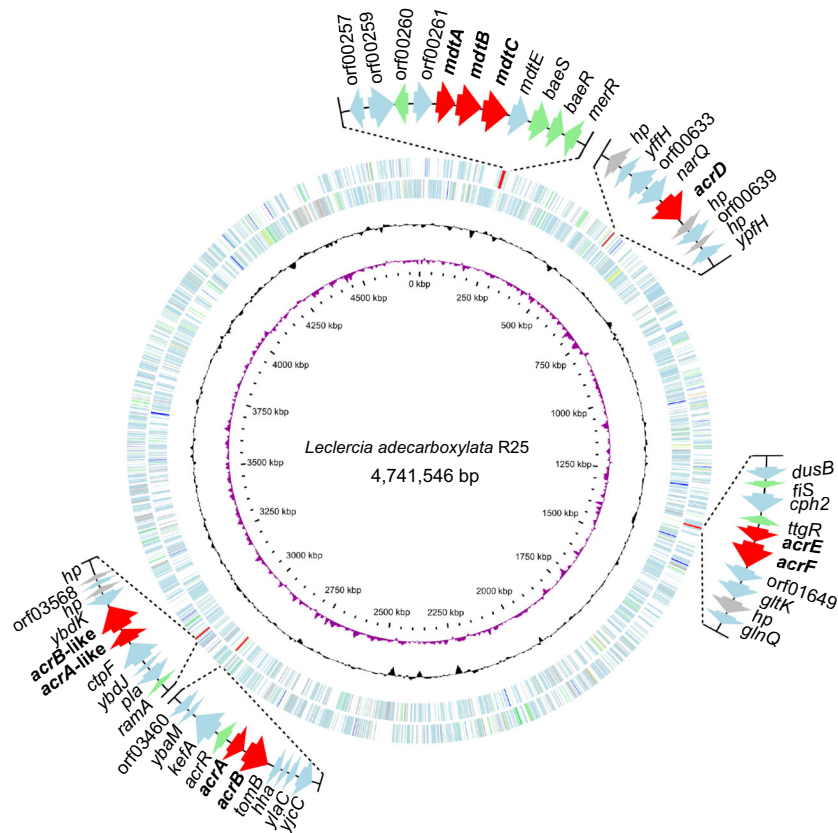 orf00257
orf00259
orf00260
orf00261
mdtA
mdtB
mdtC
mdtE
baeS
baeR
merR
hp
yffH
orf00633
narQ
acrD
hp
orf00639
hp
ypfH
0 kbp
250 kbp
500 kbp
750 kbp
1000 kbp
1250 kbp
1500 kbp
1750 kbp
2000 kbp
2250 kbp
2500 kbp
2750 kbp
3000 kbp
3250 kbp
3500 kbp
3750 kbp
4000 kbp
4250 kbp
4500 kbp
Leclercia adecarboxylata R25
4,741,546 bp
dusB
fiS
cph2
ttgR
acrE
acrF
orf01649
gltK
hp
glnQ
hp
orf03568
hp
ybdK
acrB-like
acrA-like
ctpF
ybdJ
pla
ramA
orf03460
ybaM
kefA
acrR
acrA
acrB
tomB
hha
ylaC
yjcC